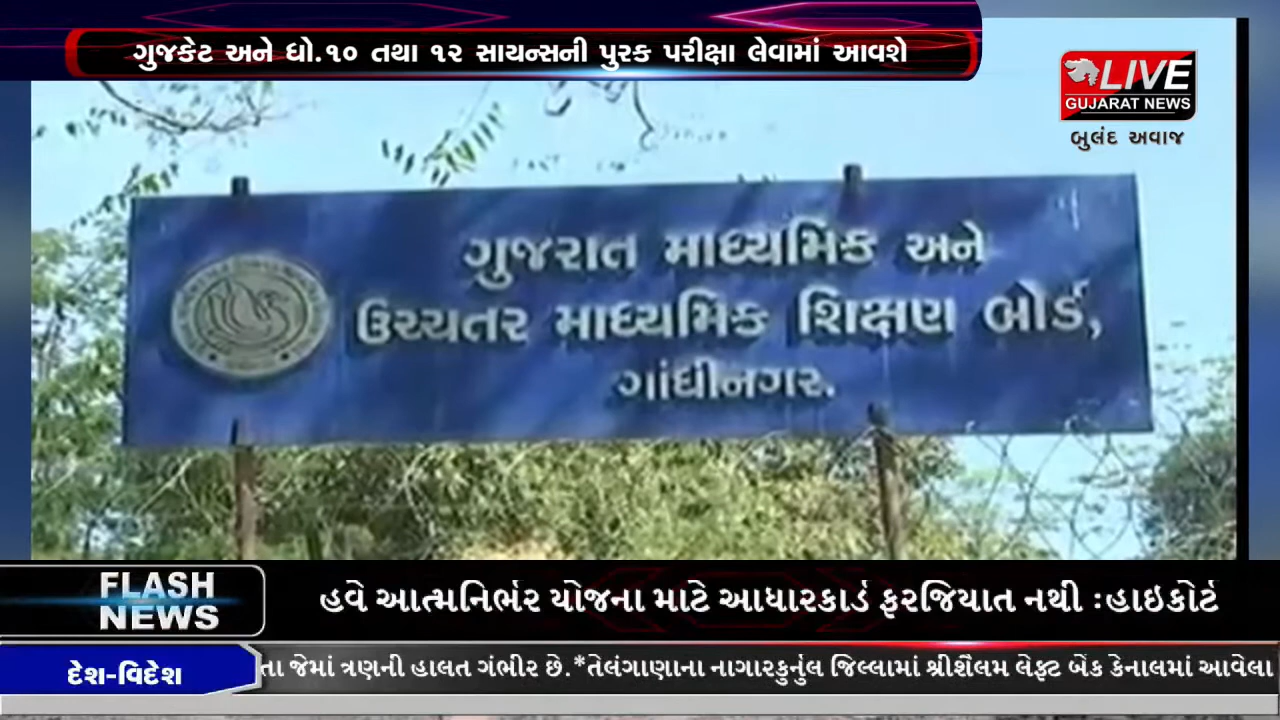 ગુજકેટ અને ધો.૧૦ તથા ૧૨ સાયન્સની પુરક પરીક્ષા લેવામાં આવશે
LIVE
GUJARAT NEWS
બુલંદ અવાજ
ગુજરાત માધ્યમિક અને
ઉચ્ચતર માધ્યમિક શિક્ષણ બોર્ડ,
ગાંધીનગર.
FLASH
NEWS
હવે આત્મનિર્ભર યોજના માટે આધારકાર્ડ ફરજિયાત નથી :હાઇકોર્ટ
દેશ-વિદેશ
તા જેમાં ત્રણની હાલત ગંભીર છે.*તેલંગાણાના નાગારકુર્નુલ જિલ્લામાં શ્રીશૈલમ લેફ્ટ બેંક કેનાલમાં આવેલા